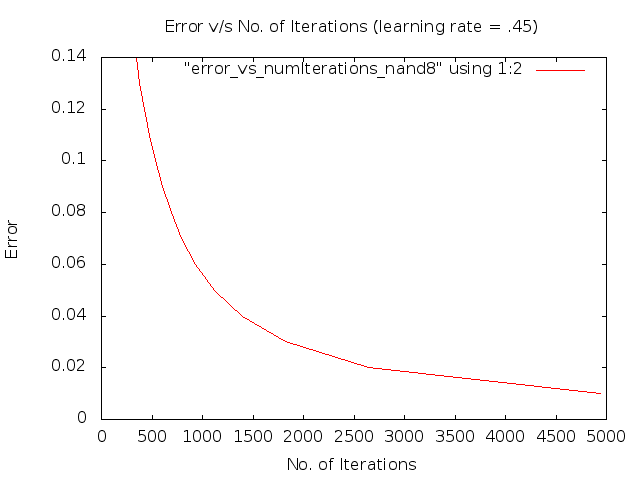 Error v/s No. of Iterations (learning rate = .45)
"error_vs_numIterations_nand8" using 1:2
0.14
0.12
0.1
0.08
0.06
0.04
0.02
0
Error
0 500 1000 1500 2000 2500 3000 3500 4000 4500 5000
No. of Iterations